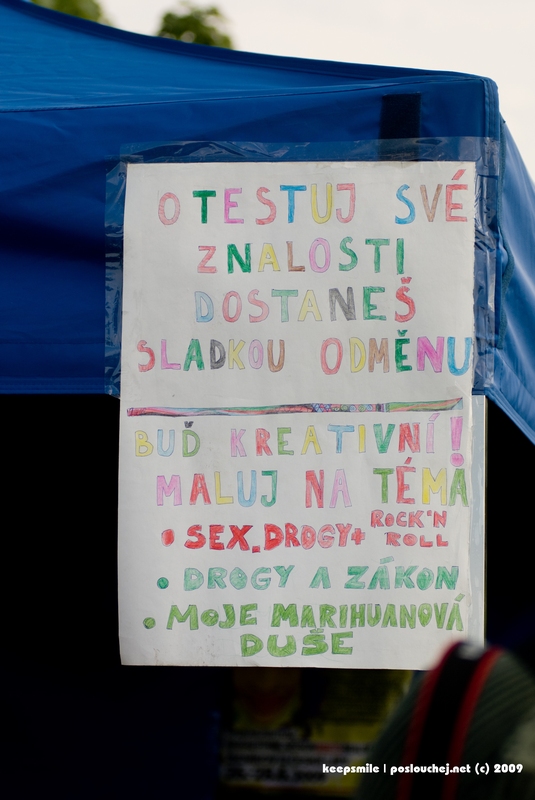 OTESTUJ SVÉ
ZNALOSTI
DOSTANEŠ
SLADKOU ODMĚNU
BUĎ KREATIVNÍ!
MALUJ NA TÉMA
• SEX, DROGY + ROCK'N ROLL
• DROGY A ZÁKON
• MOJE MARIHUANOVÁ
DUŠE
keepsmile | poslouchej.net (c) 2009